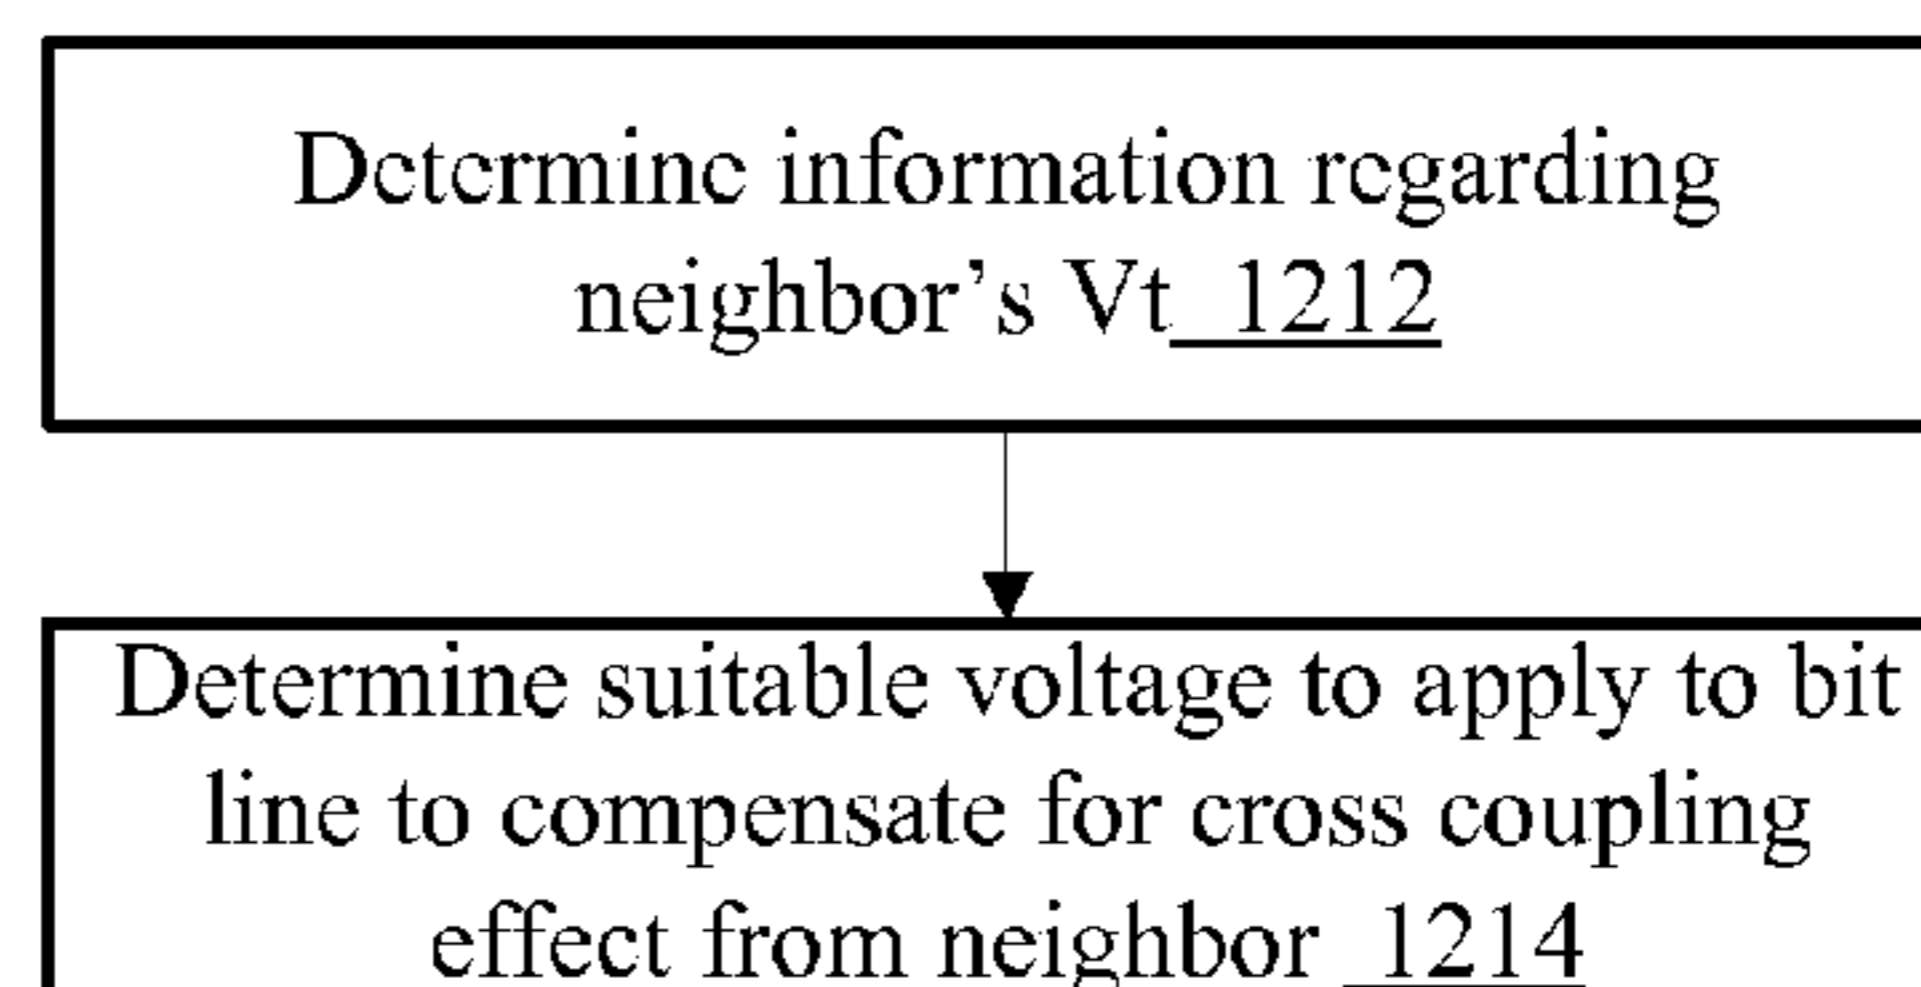 Determine information regarding
neighbor’s Vt 1212
Determine suitable voltage to apply to bit
line to compensate for cross coupling
effect from neighbor 1214